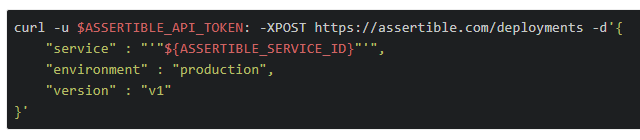 curl -u $ASSERTIBLE_API_TOKEN: -XPOST https://assertible.com/deployments -d'{
    "service" : "'"${ASSERTIBLE_SERVICE_ID}"'",
    "environment" : "production",
    "version" : "v1"
}'